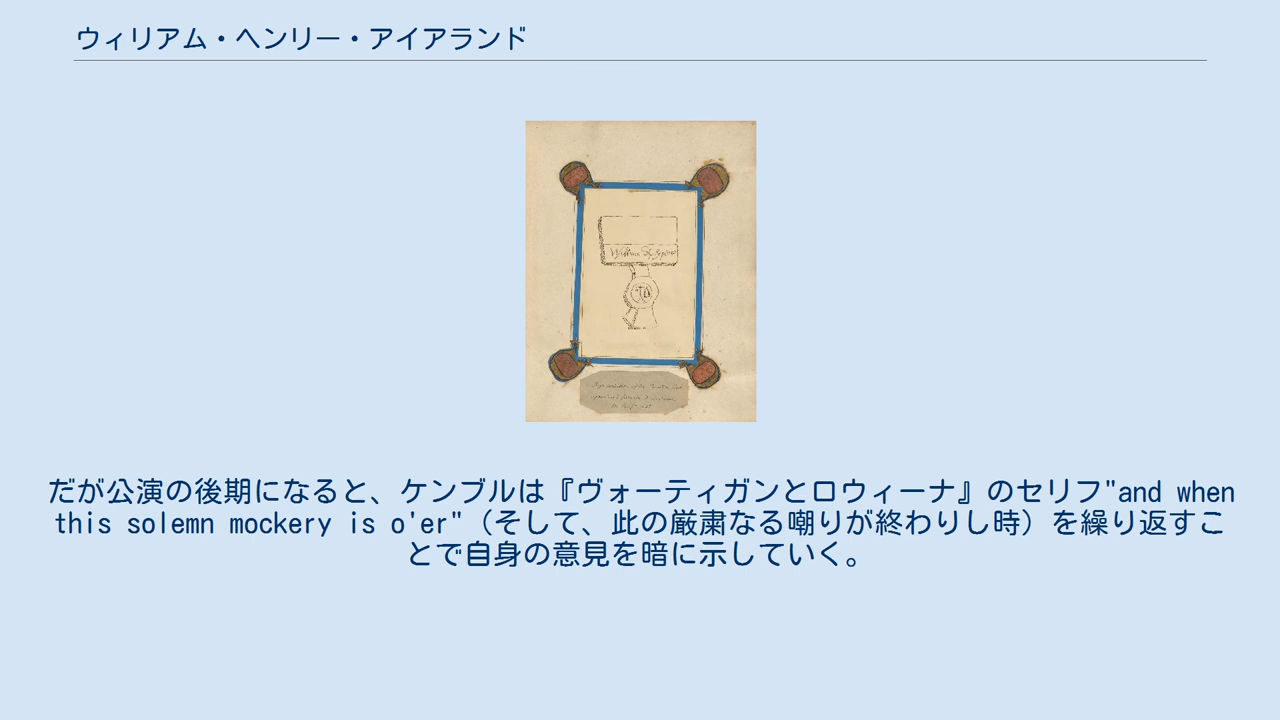 ウィリアム・ヘンリー・アイアランド
だが公演の後期になると、ケンブルは『ヴォーティガンとロウィーナ』のセリフ"and when
this solemn mockery is o'er"（そして、此の厳粛なる嘲りが終わりし時）を繰り返すこ
とで自身の意見を暗に示していく。